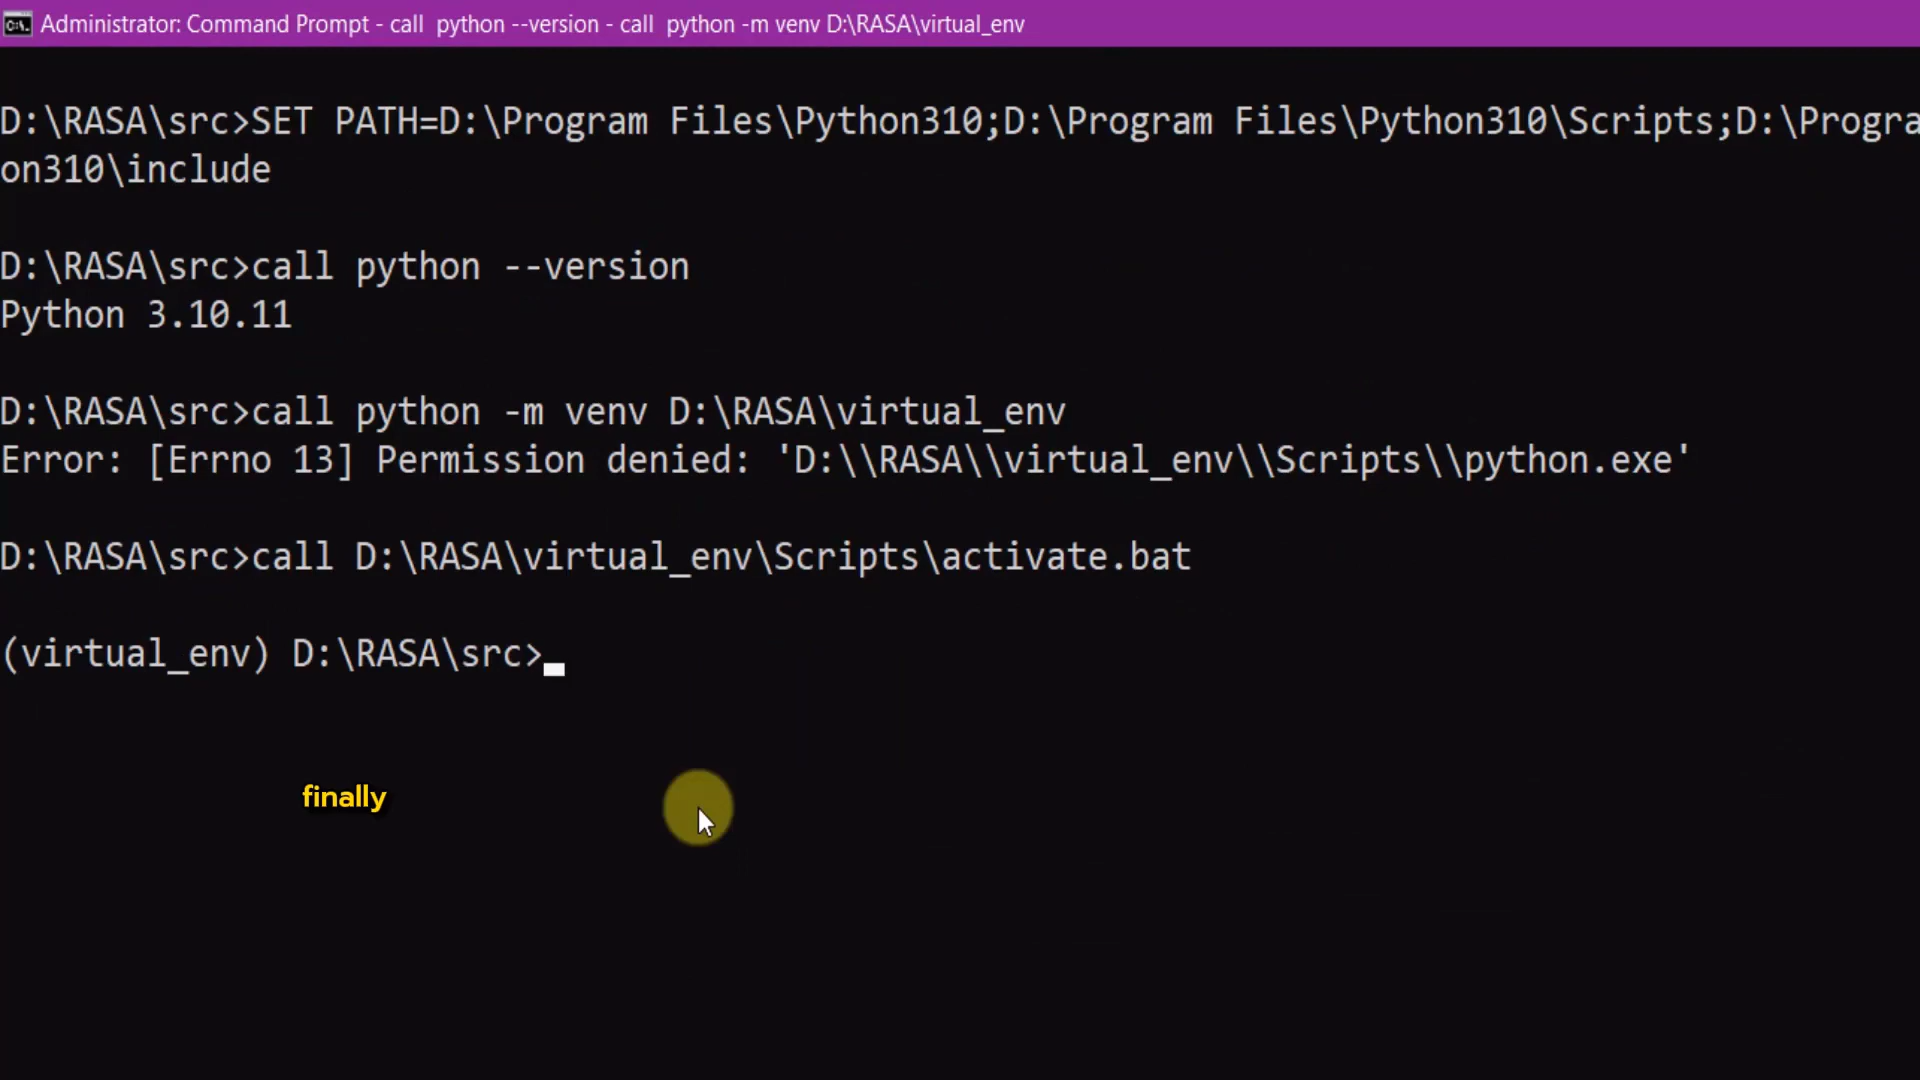 Administrator: Command Prompt - call  python --version - call  python -m venv D:\RASA\virtual_env
D:\RASA\src>SET PATH=D:\Program Files\Python310;D:\Program Files\Python310\Scripts;D:\Progra
on310\include
D:\RASA\src>call python --version
Python 3.10.11
D:\RASA\src>call python -m venv D:\RASA\virtual_env
Error: [Errno 13] Permission denied: 'D:\\RASA\\virtual_env\\Scripts\\python.exe'
D:\RASA\src>call D:\RASA\virtual_env\Scripts\activate.bat
(virtual_env) D:\RASA\src>
finally